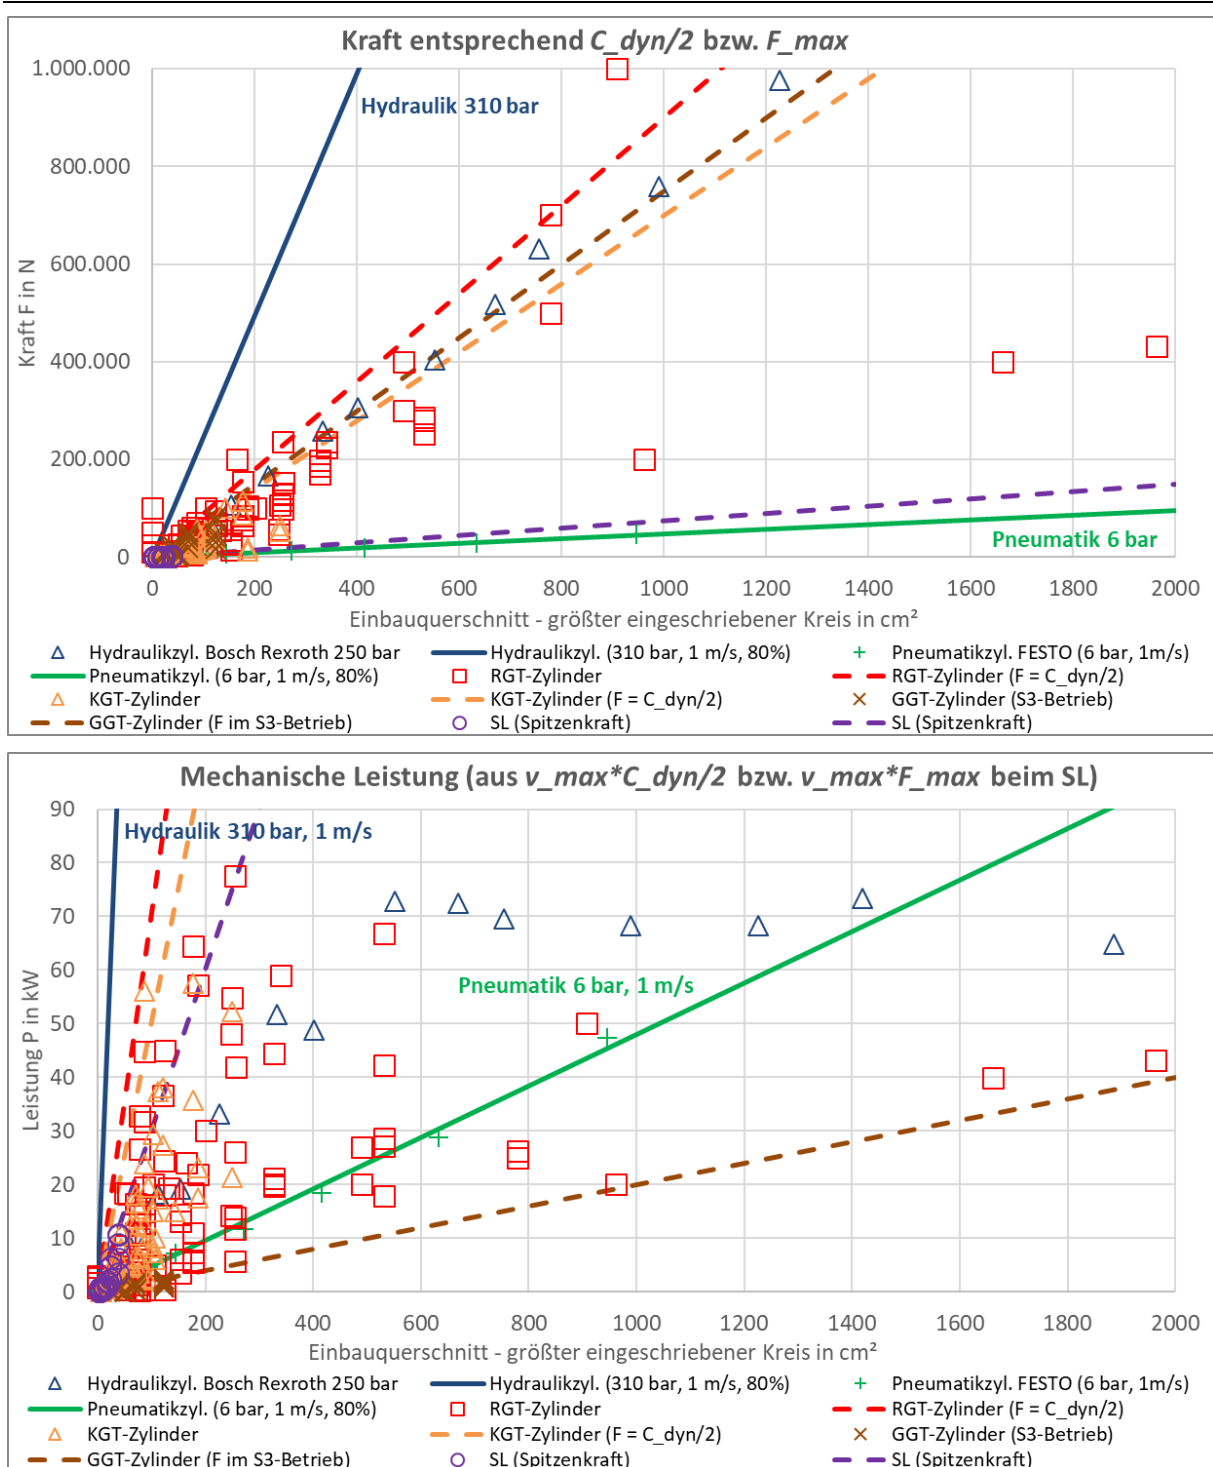 Kraft entsprechend C_dyn/2 bzw. F_max
1.000.000
800.000
600.000
400.000
200.000
0
Kraft F in N
Hydraulik 310 bar
Pneumatik 6 bar
0 200 400 600 800 1000 1200 1400 1600 1800 2000
Einbauquerschnitt - größter eingeschriebener Kreis in cm²
Hydraulikzyl. Bosch Rexroth 250 bar Hydraulikzyl. (310 bar, 1 m/s, 80%) Pneumatikzyl. FESTO (6 bar, 1m/s)
Pneumatikzyl. (6 bar, 1 m/s, 80%) RGT-Zylinder RGT-Zylinder (F = C_dyn/2)
KGT-Zylinder KGT-Zylinder (F = C_dyn/2) GGT-Zylinder (S3-Betrieb)
GGT-Zylinder (F im S3-Betrieb) SL (Spitzenkraft) SL (Spitzenkraft)
Mechanische Leistung (aus v_max*C_dyn/2 bzw. v_max*F_max beim SL)
90
80
70
60
50
40
30
20
10
0
Leistung P in kW
Hydraulik 310 bar, 1 m/s
Pneumatik 6 bar, 1 m/s
0 200 400 600 800 1000 1200 1400 1600 1800 2000
Einbauquerschnitt - größter eingeschriebener Kreis in cm²
Hydraulikzyl. Bosch Rexroth 250 bar Hydraulikzyl. (310 bar, 1 m/s, 80%) Pneumatikzyl. FESTO (6 bar, 1m/s)
Pneumatikzyl. (6 bar, 1 m/s, 80%) RGT-Zylinder RGT-Zylinder (F = C_dyn/2)
KGT-Zylinder KGT-Zylinder (F = C_dyn/2) GGT-Zylinder (S3-Betrieb)
GGT-Zylinder (F im S3-Betrieb) SL (Spitzenkraft) SL (Spitzenkraft)